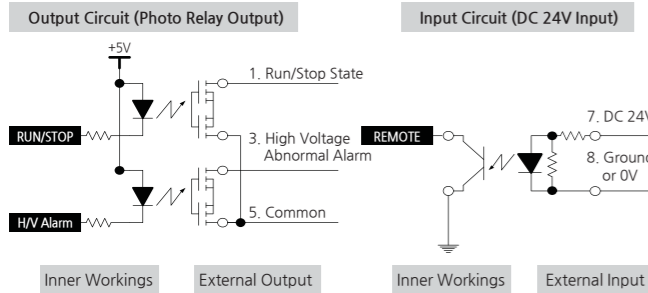 Output Circuit (Photo Relay Output)
+5V
1. Run/Stop State
RUN/STOP
3. High Voltage
Abnormal Alarm
H/V Alarm
5. Common
Inner Workings
External Output
Input Circuit (DC 24V Input)
REMOTE
7. DC 24V
8. Ground
or 0V
Inner Workings
External Input